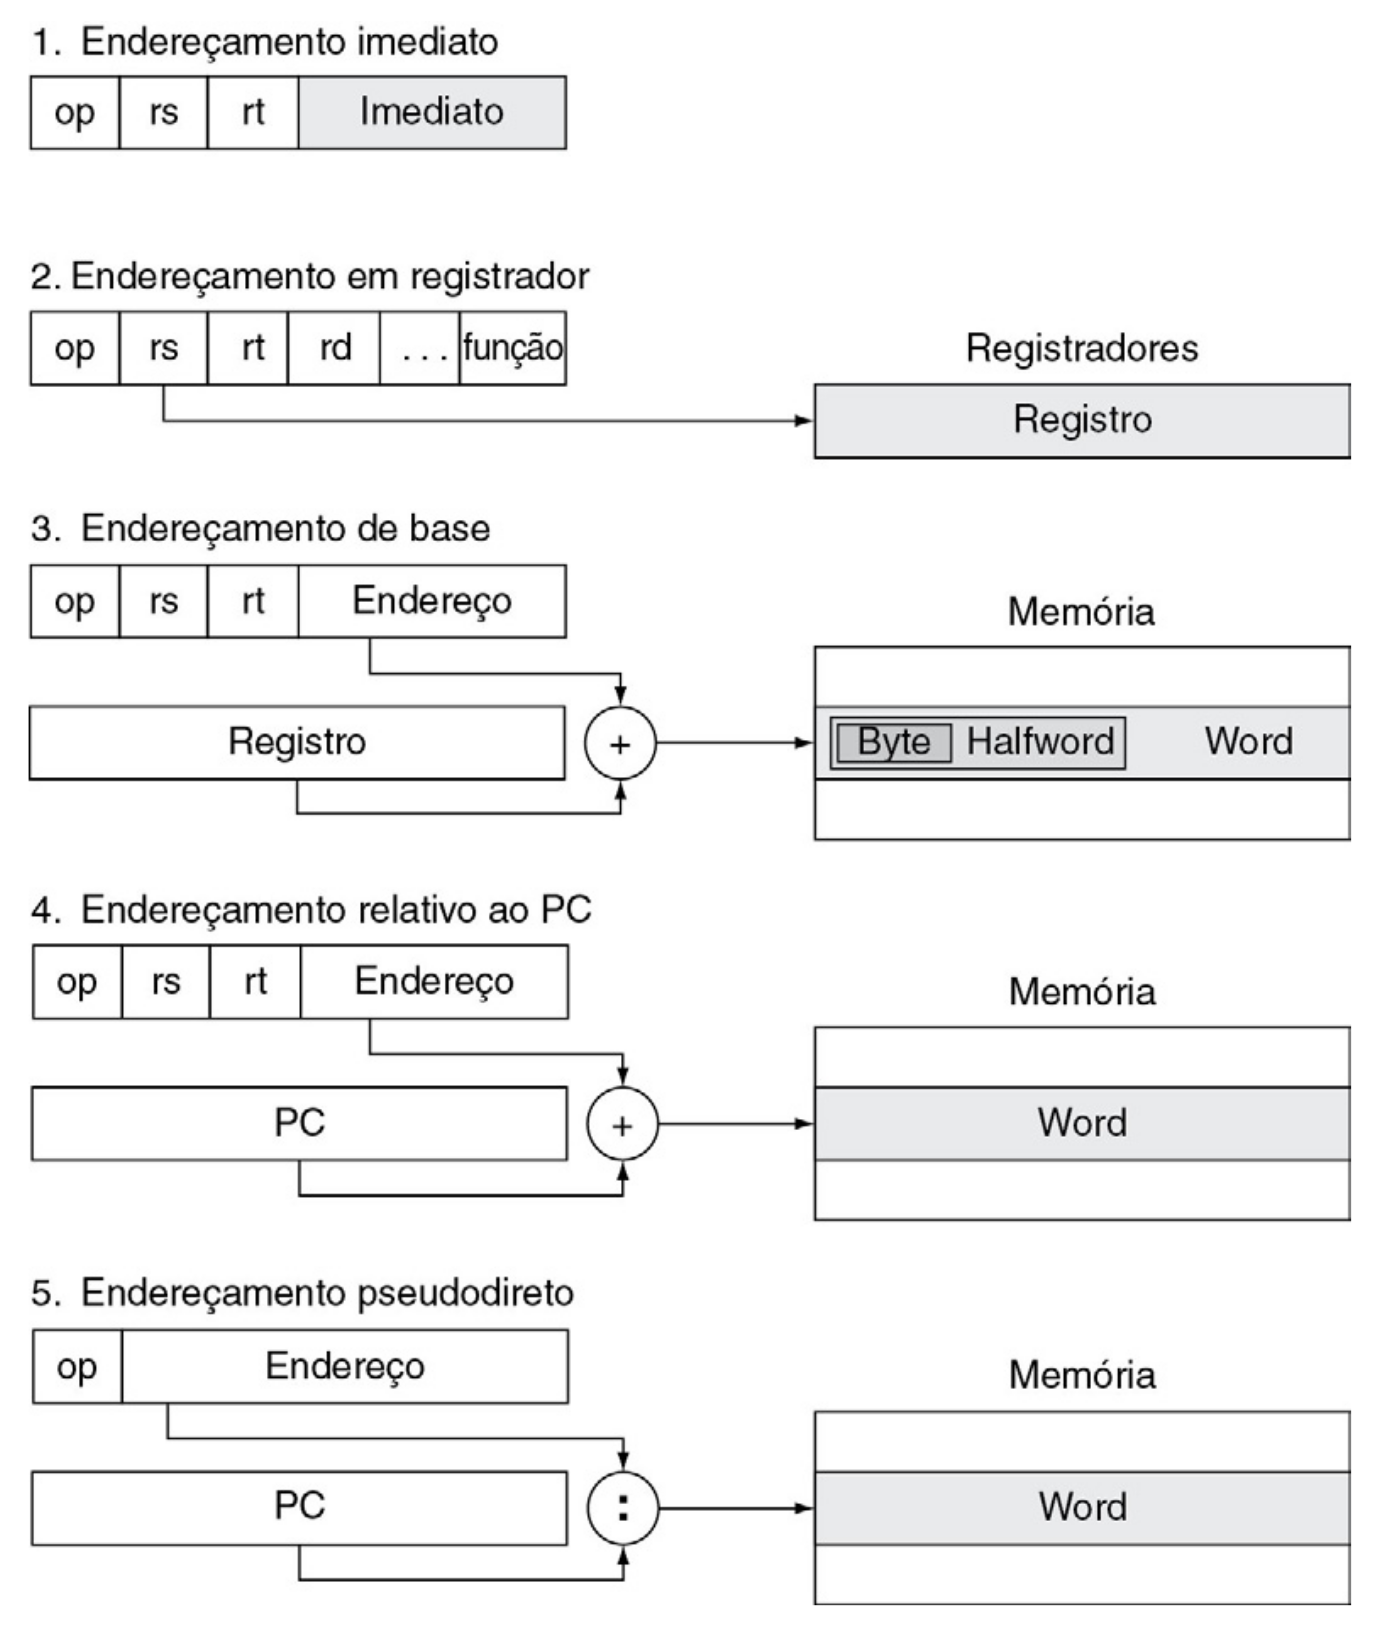 1. Endereçamento imediato
op rs rt Imediato
2. Endereçamento em registrador
op rs rt rd ... função
Registradores
Registro
3. Endereçamento de base
op rs rt Endereço
Memória
Registro + Byte Halfword Word
4. Endereçamento relativo ao PC
op rs rt Endereço
Memória
PC + Word
5. Endereçamento pseudodireto
op Endereço
Memória
PC : Word